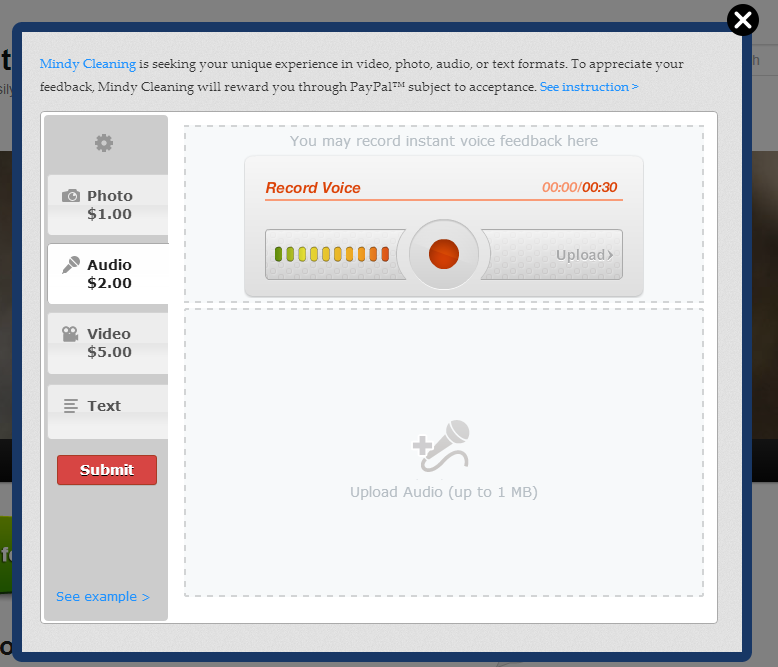 Mindy Cleaning is seeking your unique experience in video, photo, audio, or text formats. To appreciate your
feedback, Mindy Cleaning will reward you through PayPal™ subject to acceptance. See instruction >
You may record instant voice feedback here
Record Voice 00:00/00:30
Upload›
Photo
$1.00
Audio
$2.00
Video
$5.00
Text
Submit
Upload Audio (up to 1 MB)
See example >